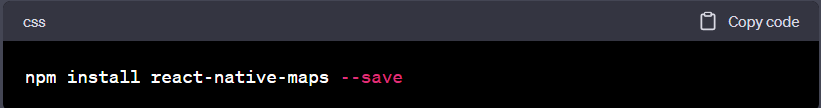 css Copy code
npm install react-native-maps --save